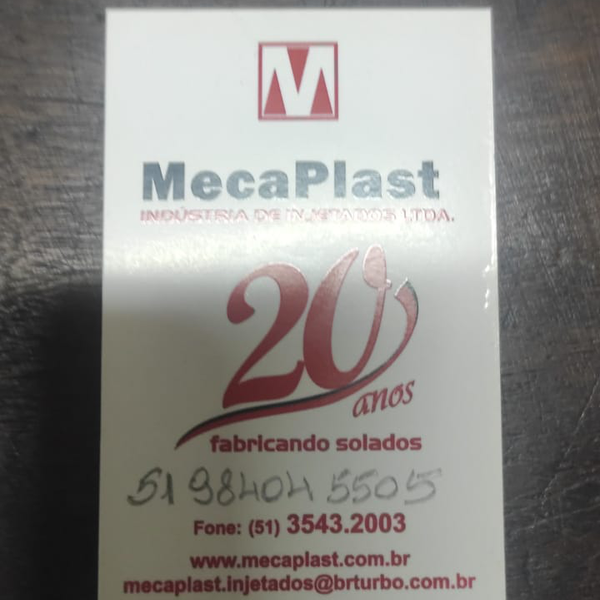 M
MecaPlast
INDÚSTRIA DE INJETADOS LTDA.
20
anos
fabricando solados
51 98404 5505
Fone: (51) 3543.2003
www.mecaplast.com.br
mecaplast.injetados@brturbo.com.br